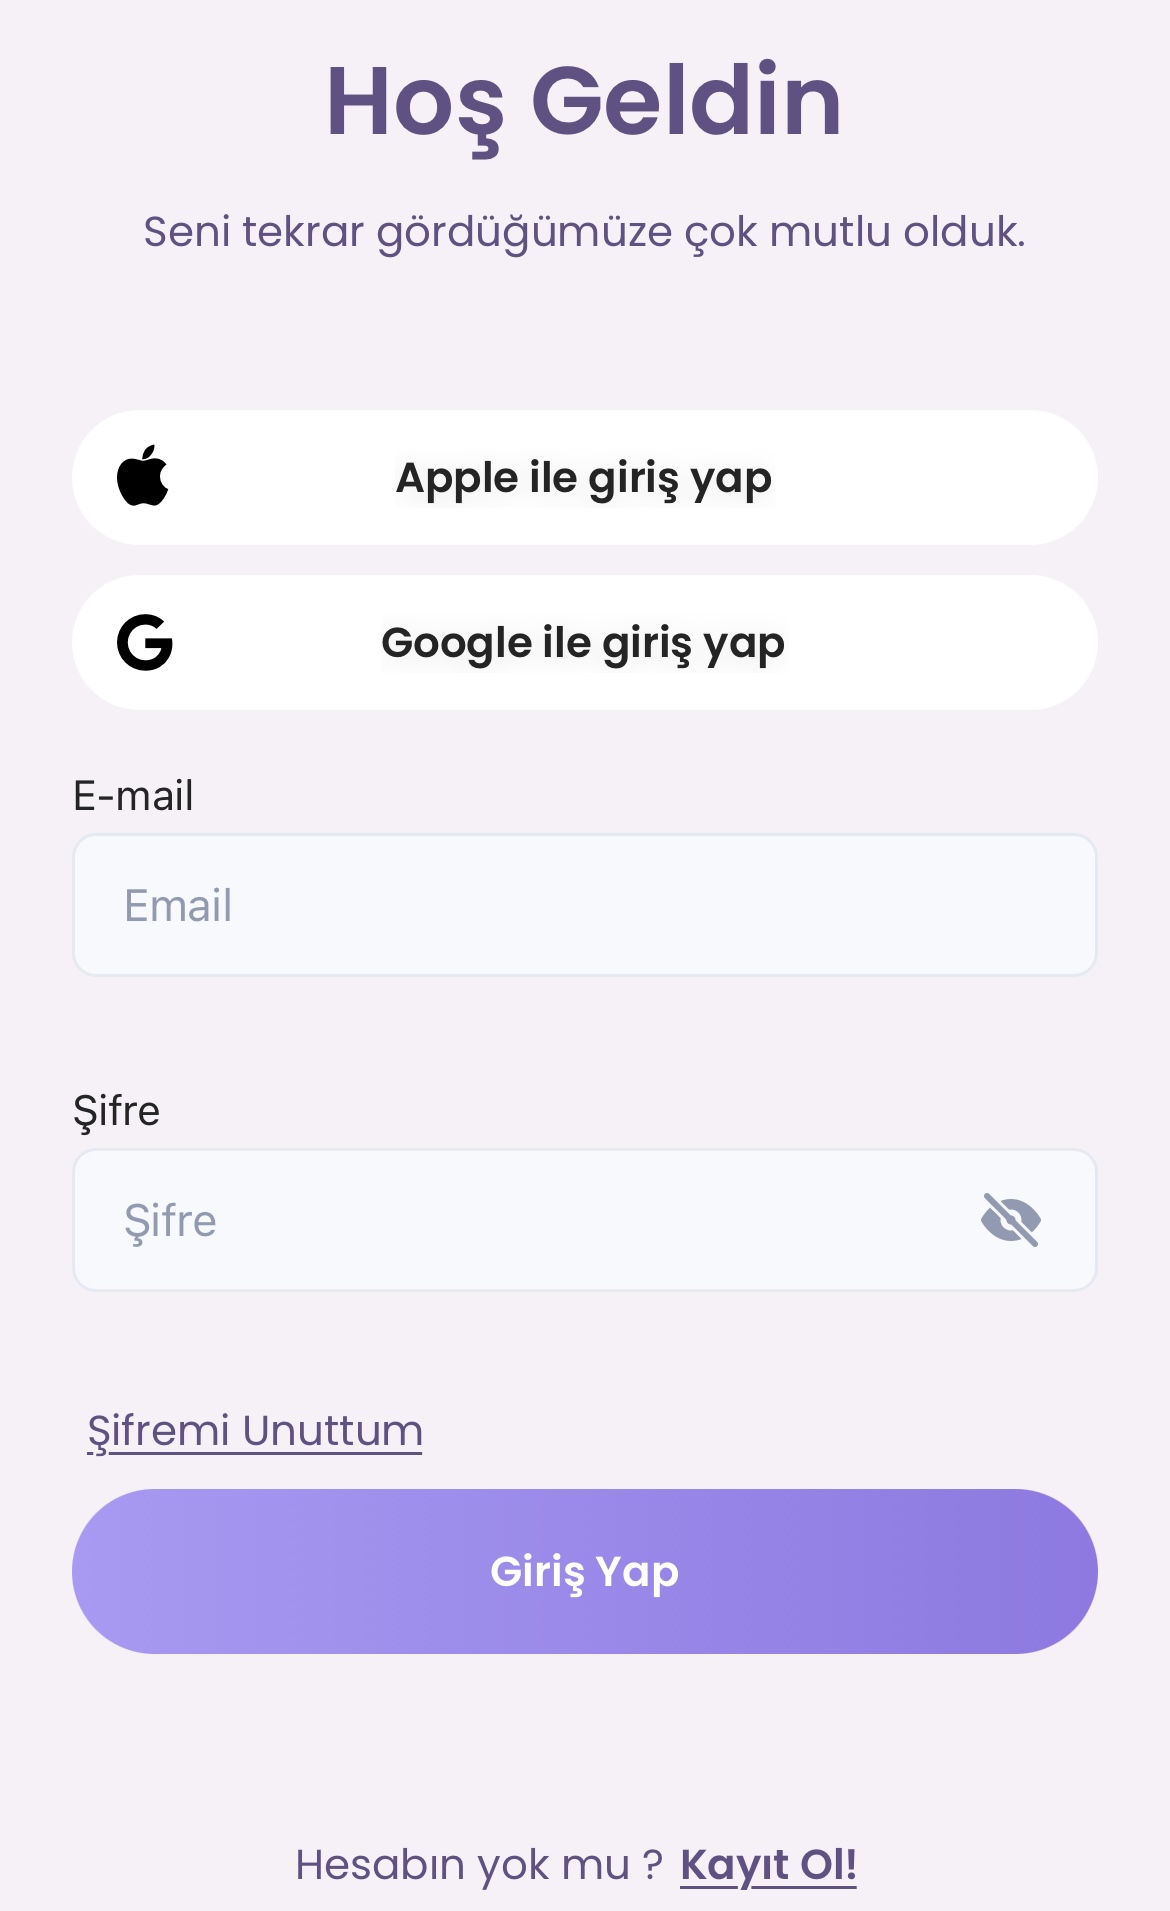 Hoş Geldin
Seni tekrar gördüğümüze çok mutlu olduk.
Apple ile giriş yap
Google ile giriş yap
E-mail
Email
Şifre
Şifre
Şifremi Unuttum
Giriş Yap
Hesabın yok mu ? Kayıt Ol!